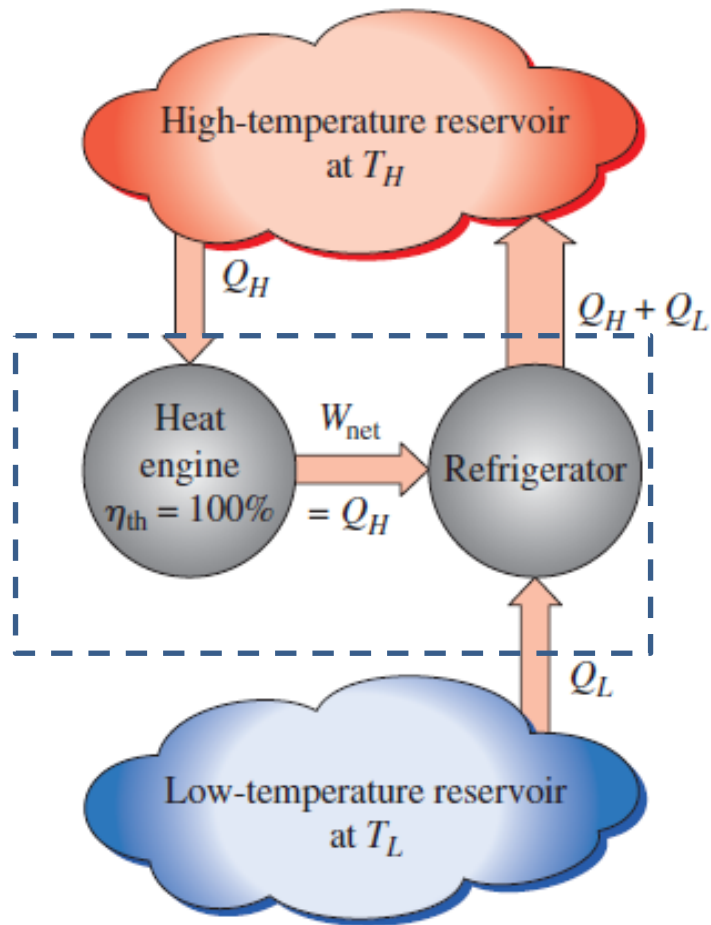 High-temperature reservoir
at T_H
Q_H
Q_H + Q_L
Heat
engine
η_th = 100%
W_net
= Q_H
Refrigerator
Q_L
Low-temperature reservoir
at T_L